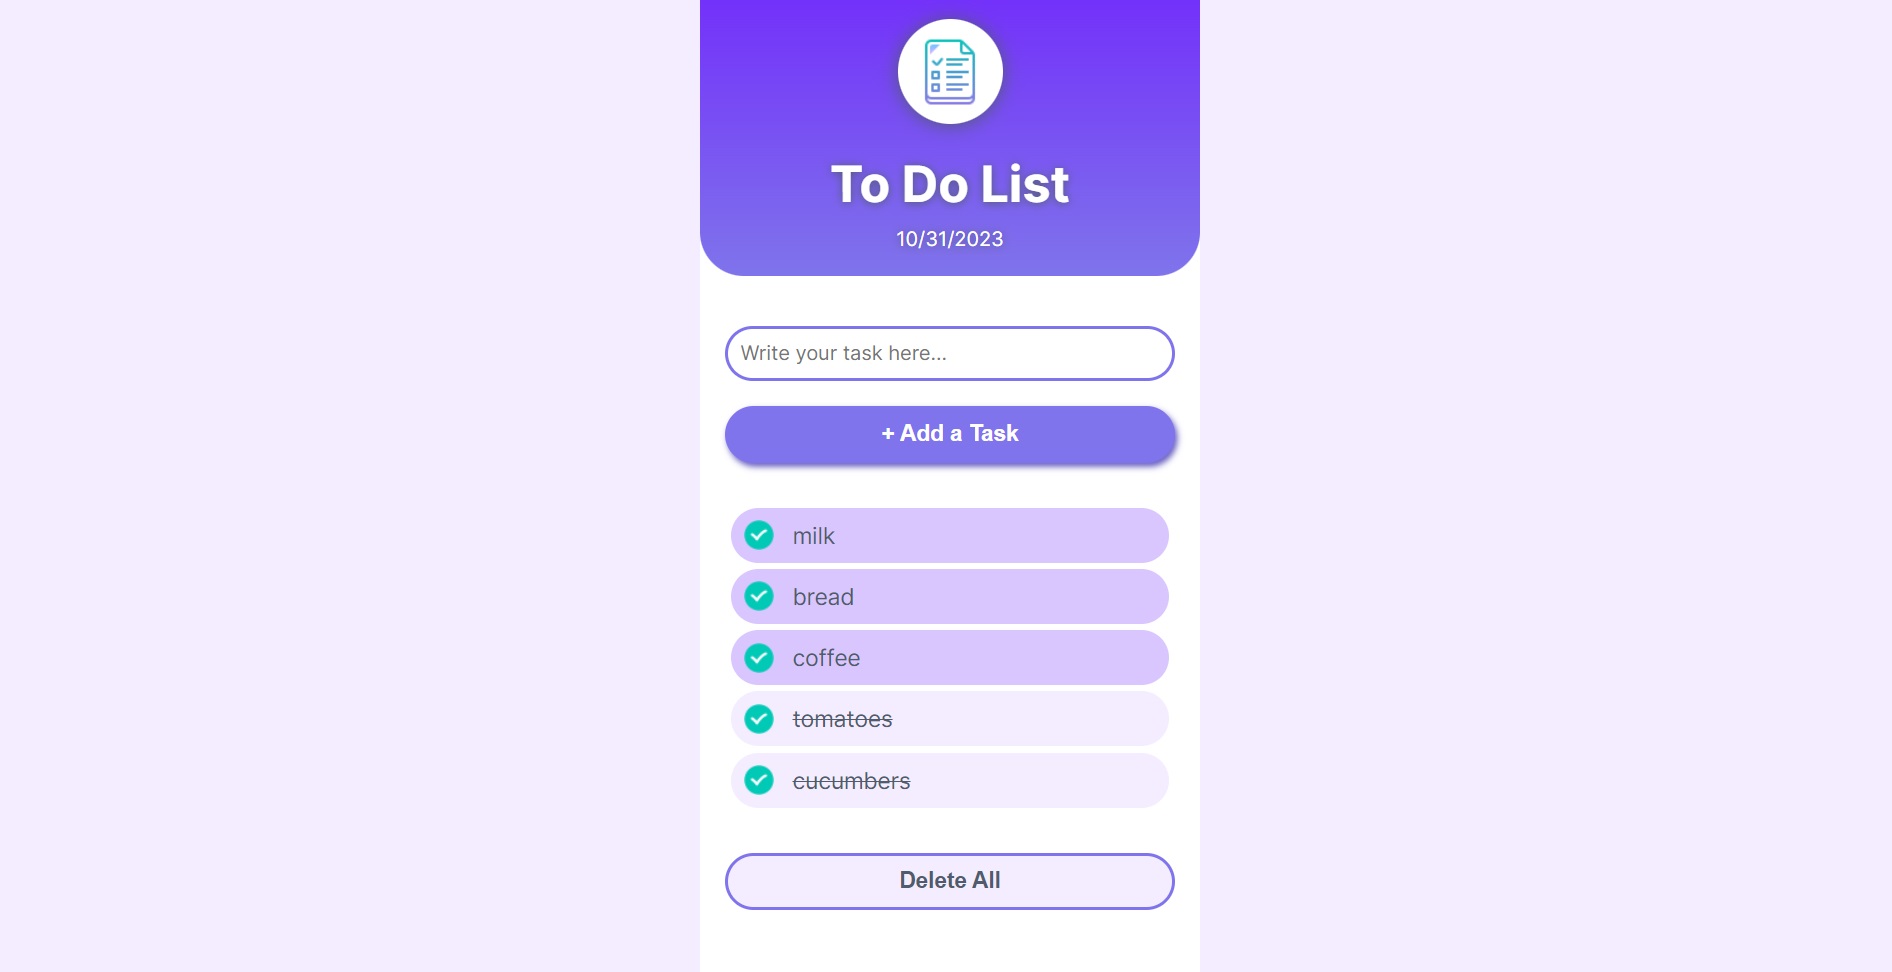 To Do List
10/31/2023
Write your task here...
+ Add a Task
milk
bread
coffee
tomatoes
cucumbers
Delete All